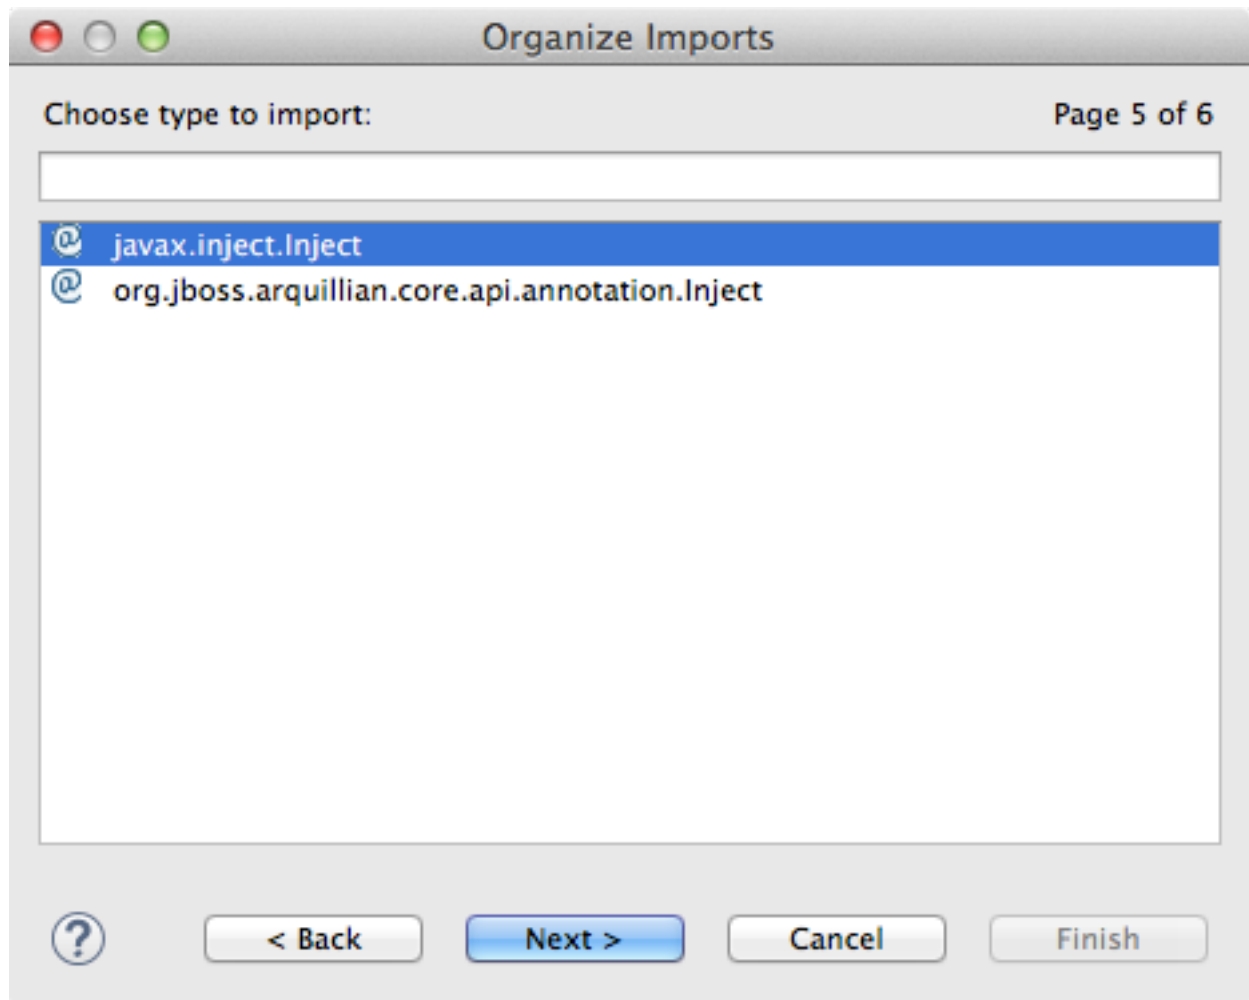 Organize Imports
Choose type to import: Page 5 of 6
@ javax.inject.Inject
@ org.jboss.arquillian.core.api.annotation.Inject
? < Back Next > Cancel Finish